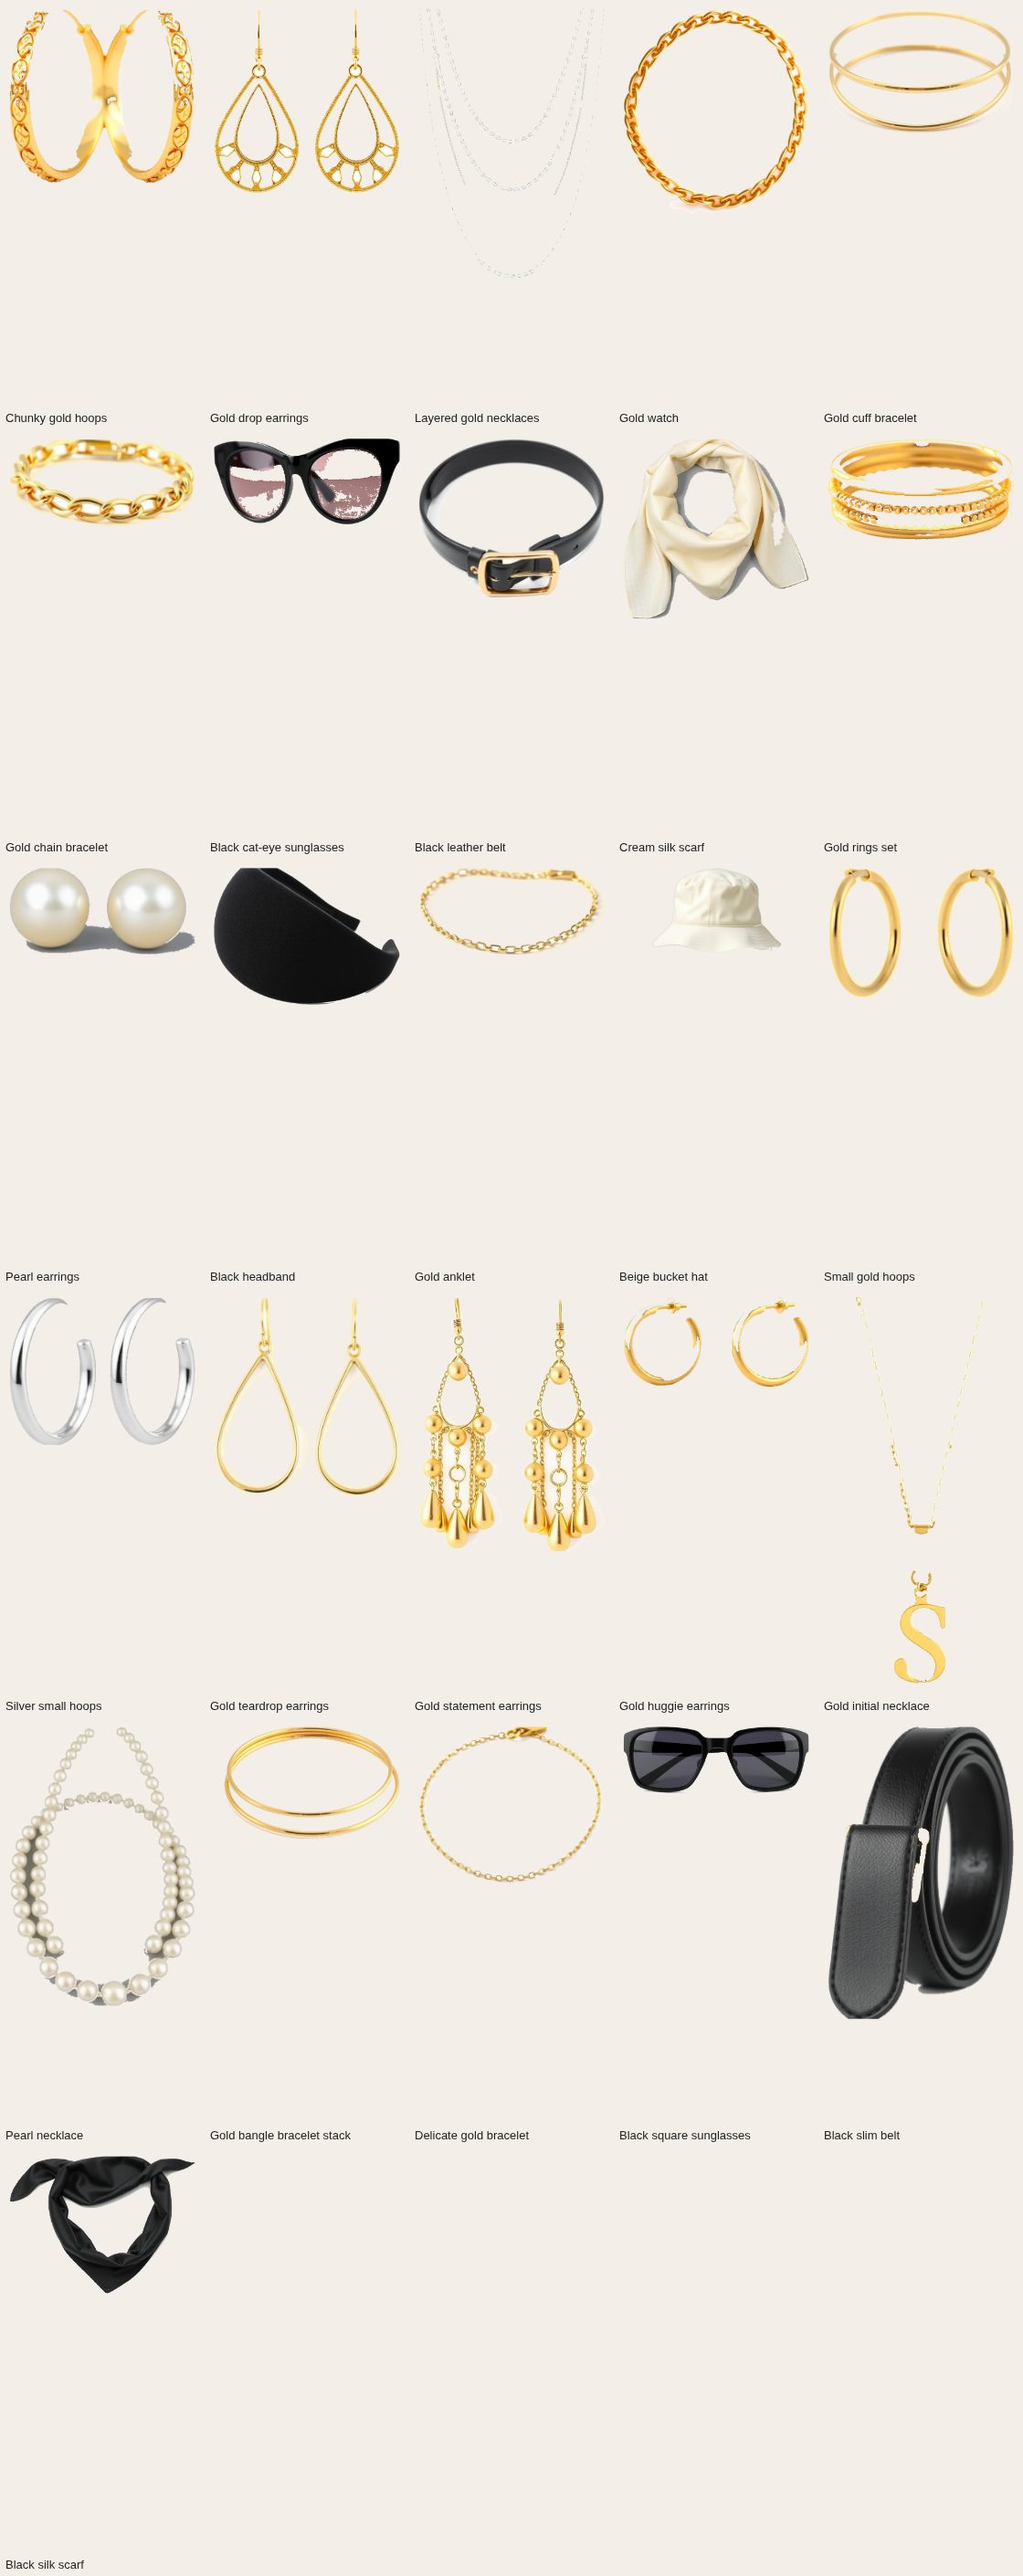 Chunky gold hoops
Gold drop earrings
Layered gold necklaces
Gold watch
Gold cuff bracelet
Gold chain bracelet
Black cat-eye sunglasses
Black leather belt
Cream silk scarf
Gold rings set
Pearl earrings
Black headband
Gold anklet
Beige bucket hat
Small gold hoops
S
Silver small hoops
Gold teardrop earrings
Gold statement earrings
Gold huggie earrings
Gold initial necklace
Pearl necklace
Gold bangle bracelet stack
Delicate gold bracelet
Black square sunglasses
Black slim belt
Black silk scarf